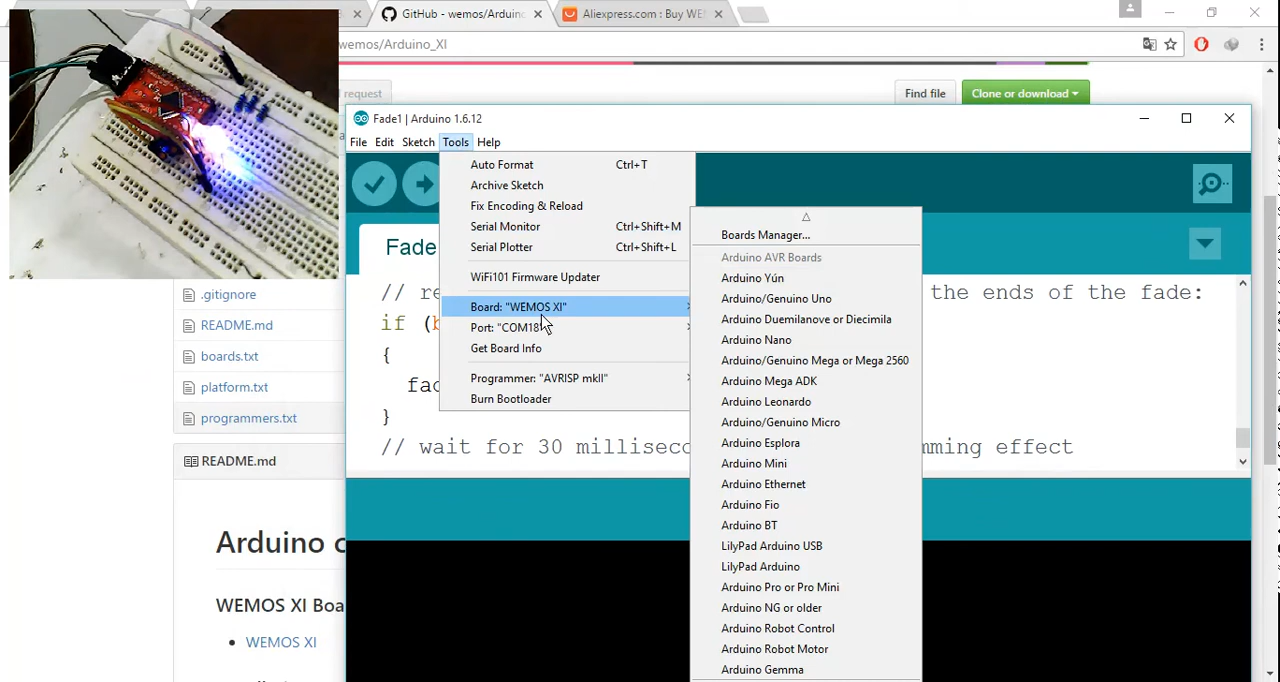 GitHub - wemos/Arduino
Aliexpress.com : Buy WE
wemos/Arduino_XI
request
Find file
Clone or download
Fade1 | Arduino 1.6.12
File Edit Sketch Tools Help
Auto Format Ctrl+T
Archive Sketch
Fix Encoding & Reload
Serial Monitor Ctrl+Shift+M
Serial Plotter Ctrl+Shift+L
WiFi101 Firmware Updater
Board: "WEMOS XI"
Port: "COM18"
Get Board Info
Programmer: "AVRISP mkII"
Burn Bootloader
Boards Manager...
Arduino AVR Boards
Arduino Yún
Arduino/Genuino Uno
Arduino Duemilanove or Diecimila
Arduino Nano
Arduino/Genuino Mega or Mega 2560
Arduino Mega ADK
Arduino Leonardo
Arduino/Genuino Micro
Arduino Esplora
Arduino Mini
Arduino Ethernet
Arduino Fio
Arduino BT
LilyPad Arduino USB
LilyPad Arduino
Arduino Pro or Pro Mini
Arduino NG or older
Arduino Robot Control
Arduino Robot Motor
Arduino Gemma
Fade
// re the ends of the fade:
if (b
{
fad
}
// wait for 30 millisec mming effect
.gitignore
README.md
boards.txt
platform.txt
programmers.txt
README.md
Arduino c
WEMOS XI Boa
WEMOS XI